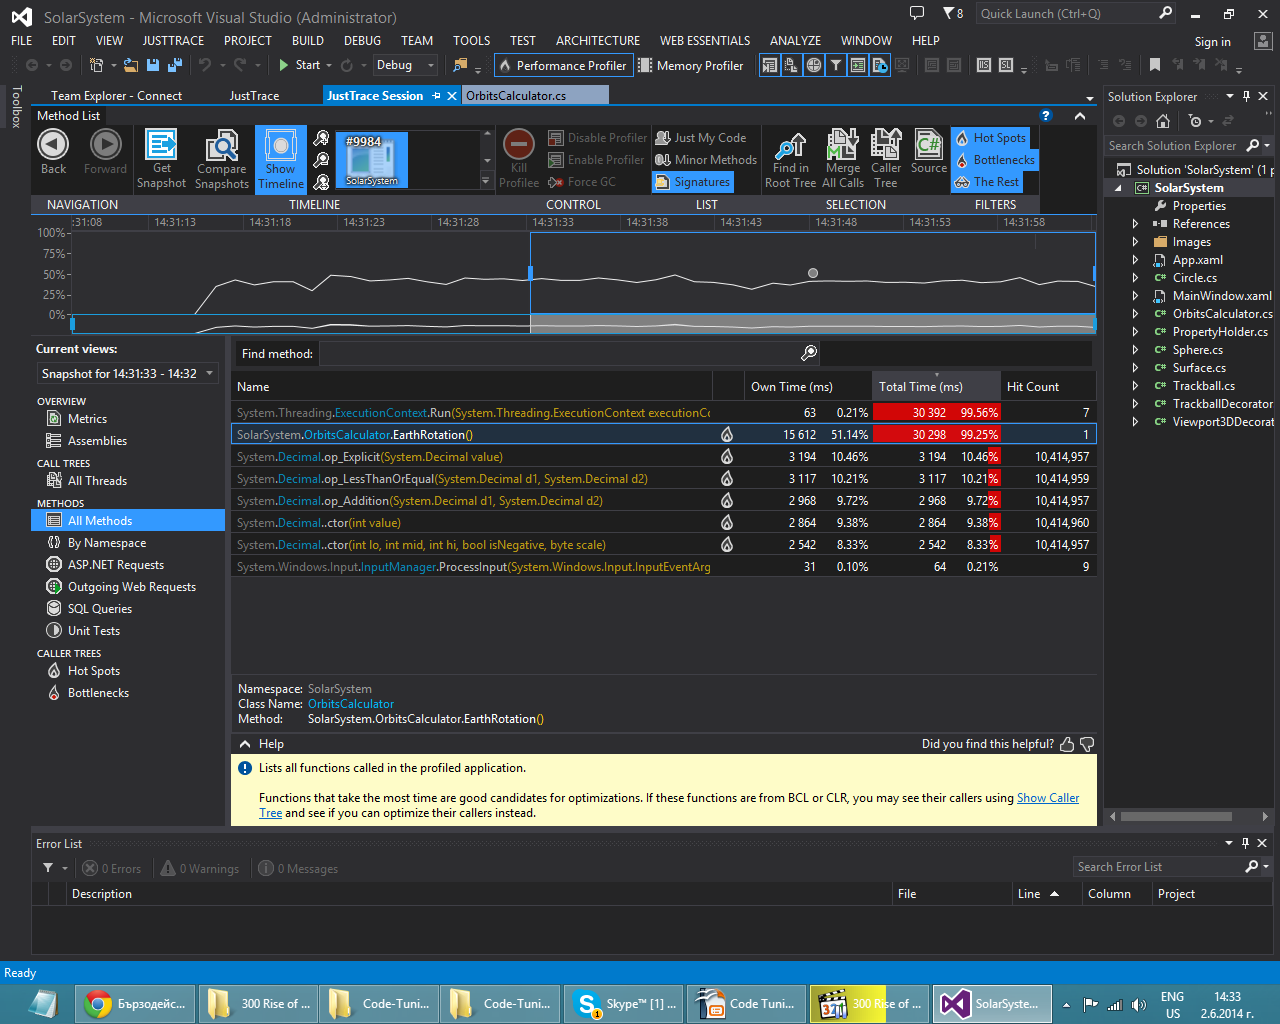 SolarSystem - Microsoft Visual Studio (Administrator)
8
Quick Launch (Ctrl+Q)
FILE EDIT VIEW JUSTTRACE PROJECT BUILD DEBUG TEAM TOOLS TEST ARCHITECTURE WEB ESSENTIALS ANALYZE WINDOW HELP
Sign in
Start Debug Performance Profiler Memory Profiler
Toolbox
Team Explorer - Connect JustTrace JustTrace Session OrbitsCalculator.cs
Method List
Back Forward
Get Snapshot
Compare Snapshots
Show Timeline
#9984
SolarSystem
Kill Profiler
Disable Profiler
Enable Profiler
Force GC
Just My Code
Minor Methods
Signatures
Find in Root Tree
Merge All Calls
Caller Tree
Source
Hot Spots
Bottlenecks
The Rest
NAVIGATION TIMELINE CONTROL LIST SELECTION FILTERS
:31:08 14:31:13 14:31:18 14:31:23 14:31:28 14:31:33 14:31:38 14:31:43 14:31:48 14:31:53 14:31:58
100%
75%
50%
25%
0%
Current views:
Snapshot for 14:31:33 - 14:32
OVERVIEW
Metrics
Assemblies
CALL TREES
All Threads
METHODS
All Methods
By Namespace
ASP.NET Requests
Outgoing Web Requests
SQL Queries
Unit Tests
CALLER TREES
Hot Spots
Bottlenecks
Find method:
Name Own Time (ms) Total Time (ms) Hit Count
System.Threading.ExecutionContext.Run(System.Threading.ExecutionContext executionCo 63 0.21% 30 392 99.56% 7
SolarSystem.OrbitsCalculator.EarthRotation() 15 612 51.14% 30 298 99.25% 1
System.Decimal.op_Explicit(System.Decimal value) 3 194 10.46% 3 194 10.46% 10,414,957
System.Decimal.op_LessThanOrEqual(System.Decimal d1, System.Decimal d2) 3 117 10.21% 3 117 10.21% 10,414,959
System.Decimal.op_Addition(System.Decimal d1, System.Decimal d2) 2 968 9.72% 2 968 9.72% 10,414,957
System.Decimal..ctor(int value) 2 864 9.38% 2 864 9.38% 10,414,960
System.Decimal..ctor(int lo, int mid, int hi, bool isNegative, byte scale) 2 542 8.33% 2 542 8.33% 10,414,957
System.Windows.Input.InputManager.ProcessInput(System.Windows.Input.InputEventArg 31 0.10% 64 0.21% 9
Namespace: SolarSystem
Class Name: OrbitsCalculator
Method: SolarSystem.OrbitsCalculator.EarthRotation()
Help Did you find this helpful?
Lists all functions called in the profiled application.
Functions that take the most time are good candidates for optimizations. If these functions are from BCL or CLR, you may see their callers using Show Caller
Tree and see if you can optimize their callers instead.
Solution Explorer
Search Solution Explorer
Solution 'SolarSystem' (1 p
SolarSystem
Properties
References
Images
App.xaml
Circle.cs
MainWindow.xaml
OrbitsCalculator.cs
PropertyHolder.cs
Sphere.cs
Surface.cs
Trackball.cs
TrackballDecorator
Viewport3DDecorat
Error List
0 Errors 0 Warnings 0 Messages
Search Error List
Description File Line Column Project
Ready
Бързодейс... 300 Rise of ... Code-Tuni... Code-Tuni... Skype™ [1] ... Code Tuni... 300 Rise of ... SolarSyste...
ENG
US
14:33
2.6.2014 г.